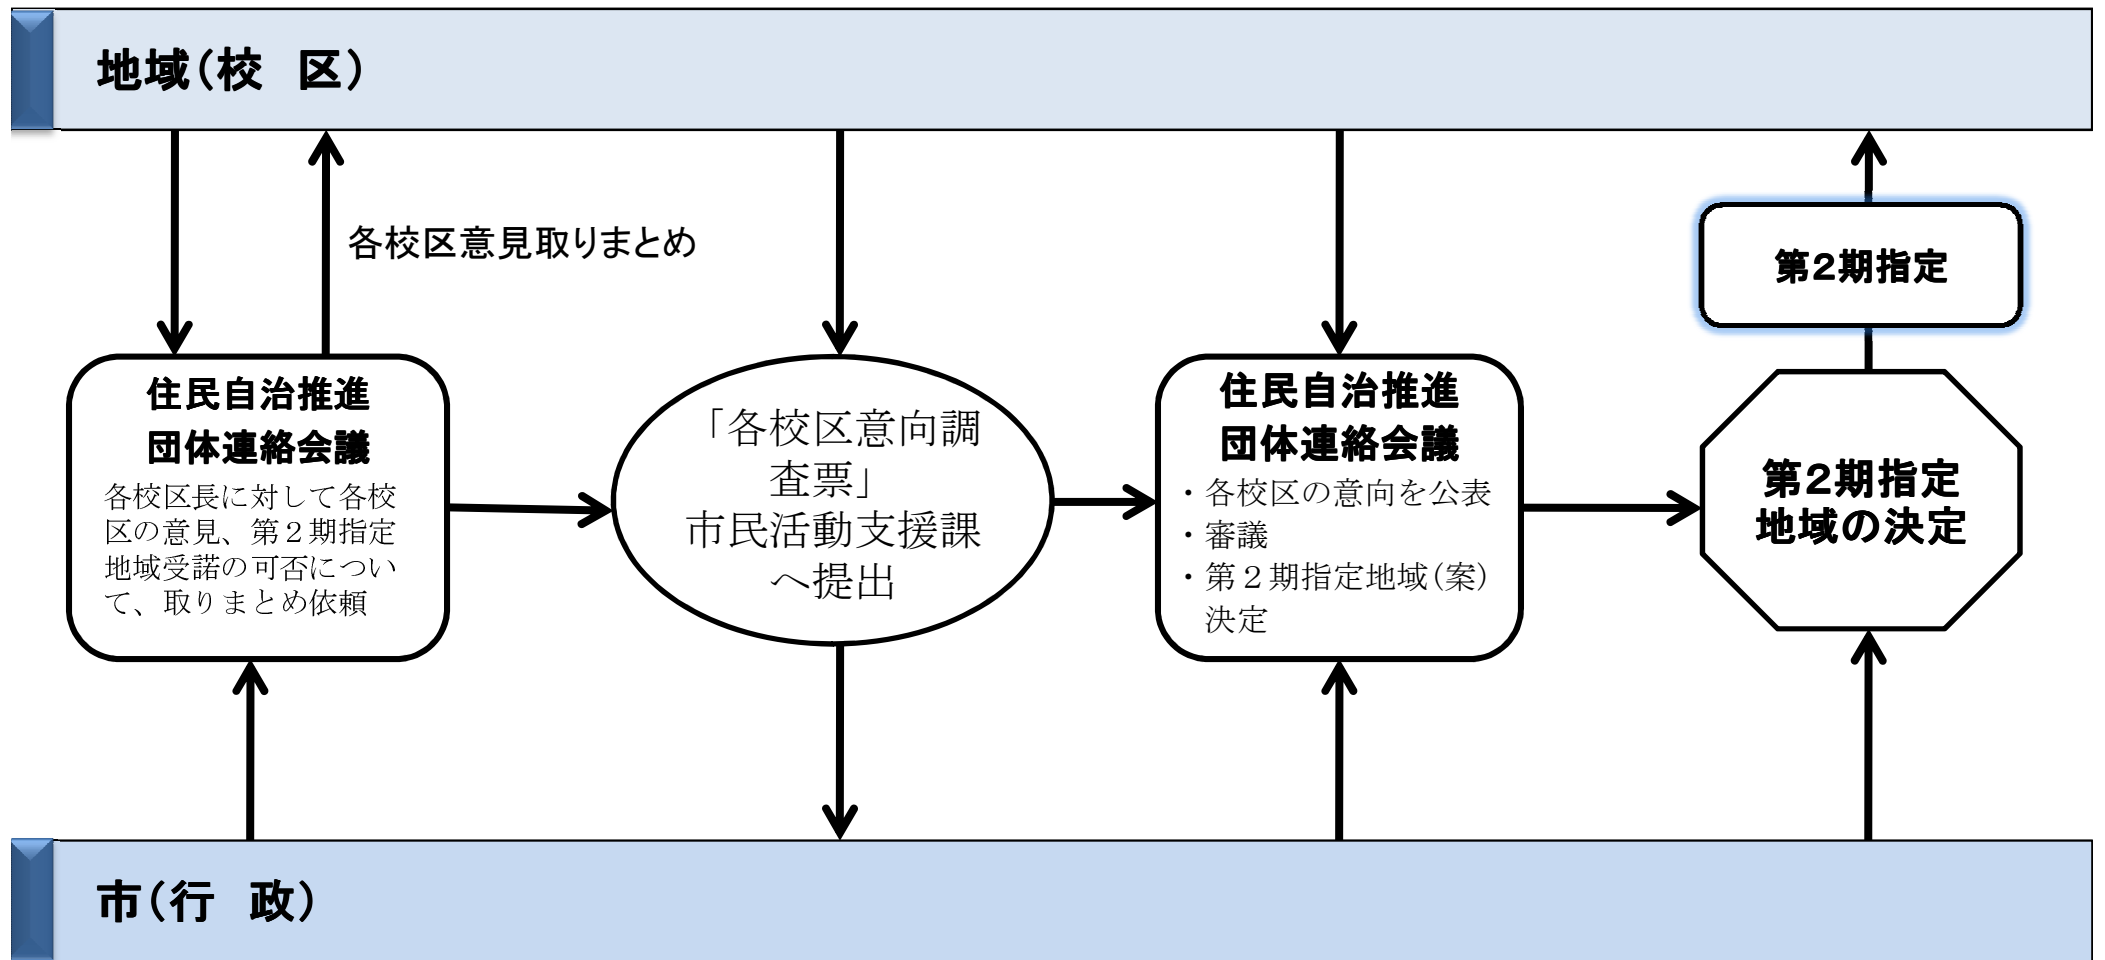 地域(校　区)
各校区意見取りまとめ
第2期指定
住民自治推進
団体連絡会議
各校区長に対して各校
区の意見、第２期指定
地域受諾の可否につい
て、取りまとめ依頼
「各校区意向調
査票」
市民活動支援課
へ提出
住民自治推進
団体連絡会議
・各校区の意向を公表
・審議
・第２期指定地域(案)
決定
第2期指定
地域の決定
市(行　政)